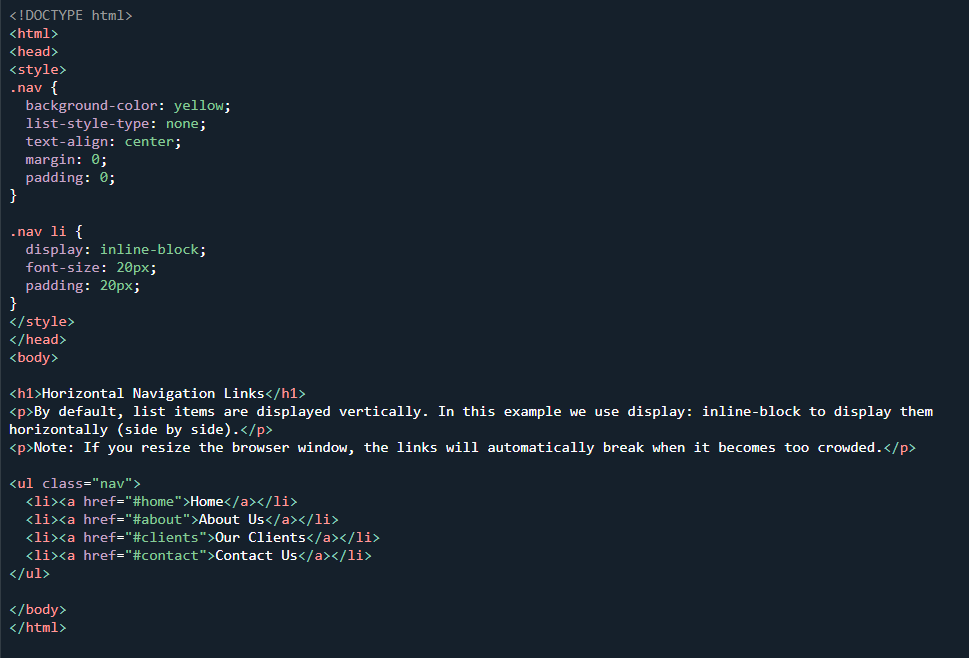 <!DOCTYPE html>
<html>
<head>
<style>
.nav {
  background-color: yellow;
  list-style-type: none;
  text-align: center;
  margin: 0;
  padding: 0;
}

.nav li {
  display: inline-block;
  font-size: 20px;
  padding: 20px;
}
</style>
</head>
<body>

<h1>Horizontal Navigation Links</h1>
<p>By default, list items are displayed vertically. In this example we use display: inline-block to display them
horizontally (side by side).</p>
<p>Note: If you resize the browser window, the links will automatically break when it becomes too crowded.</p>

<ul class="nav">
  <li><a href="#home">Home</a></li>
  <li><a href="#about">About Us</a></li>
  <li><a href="#clients">Our Clients</a></li>
  <li><a href="#contact">Contact Us</a></li>
</ul>

</body>
</html>